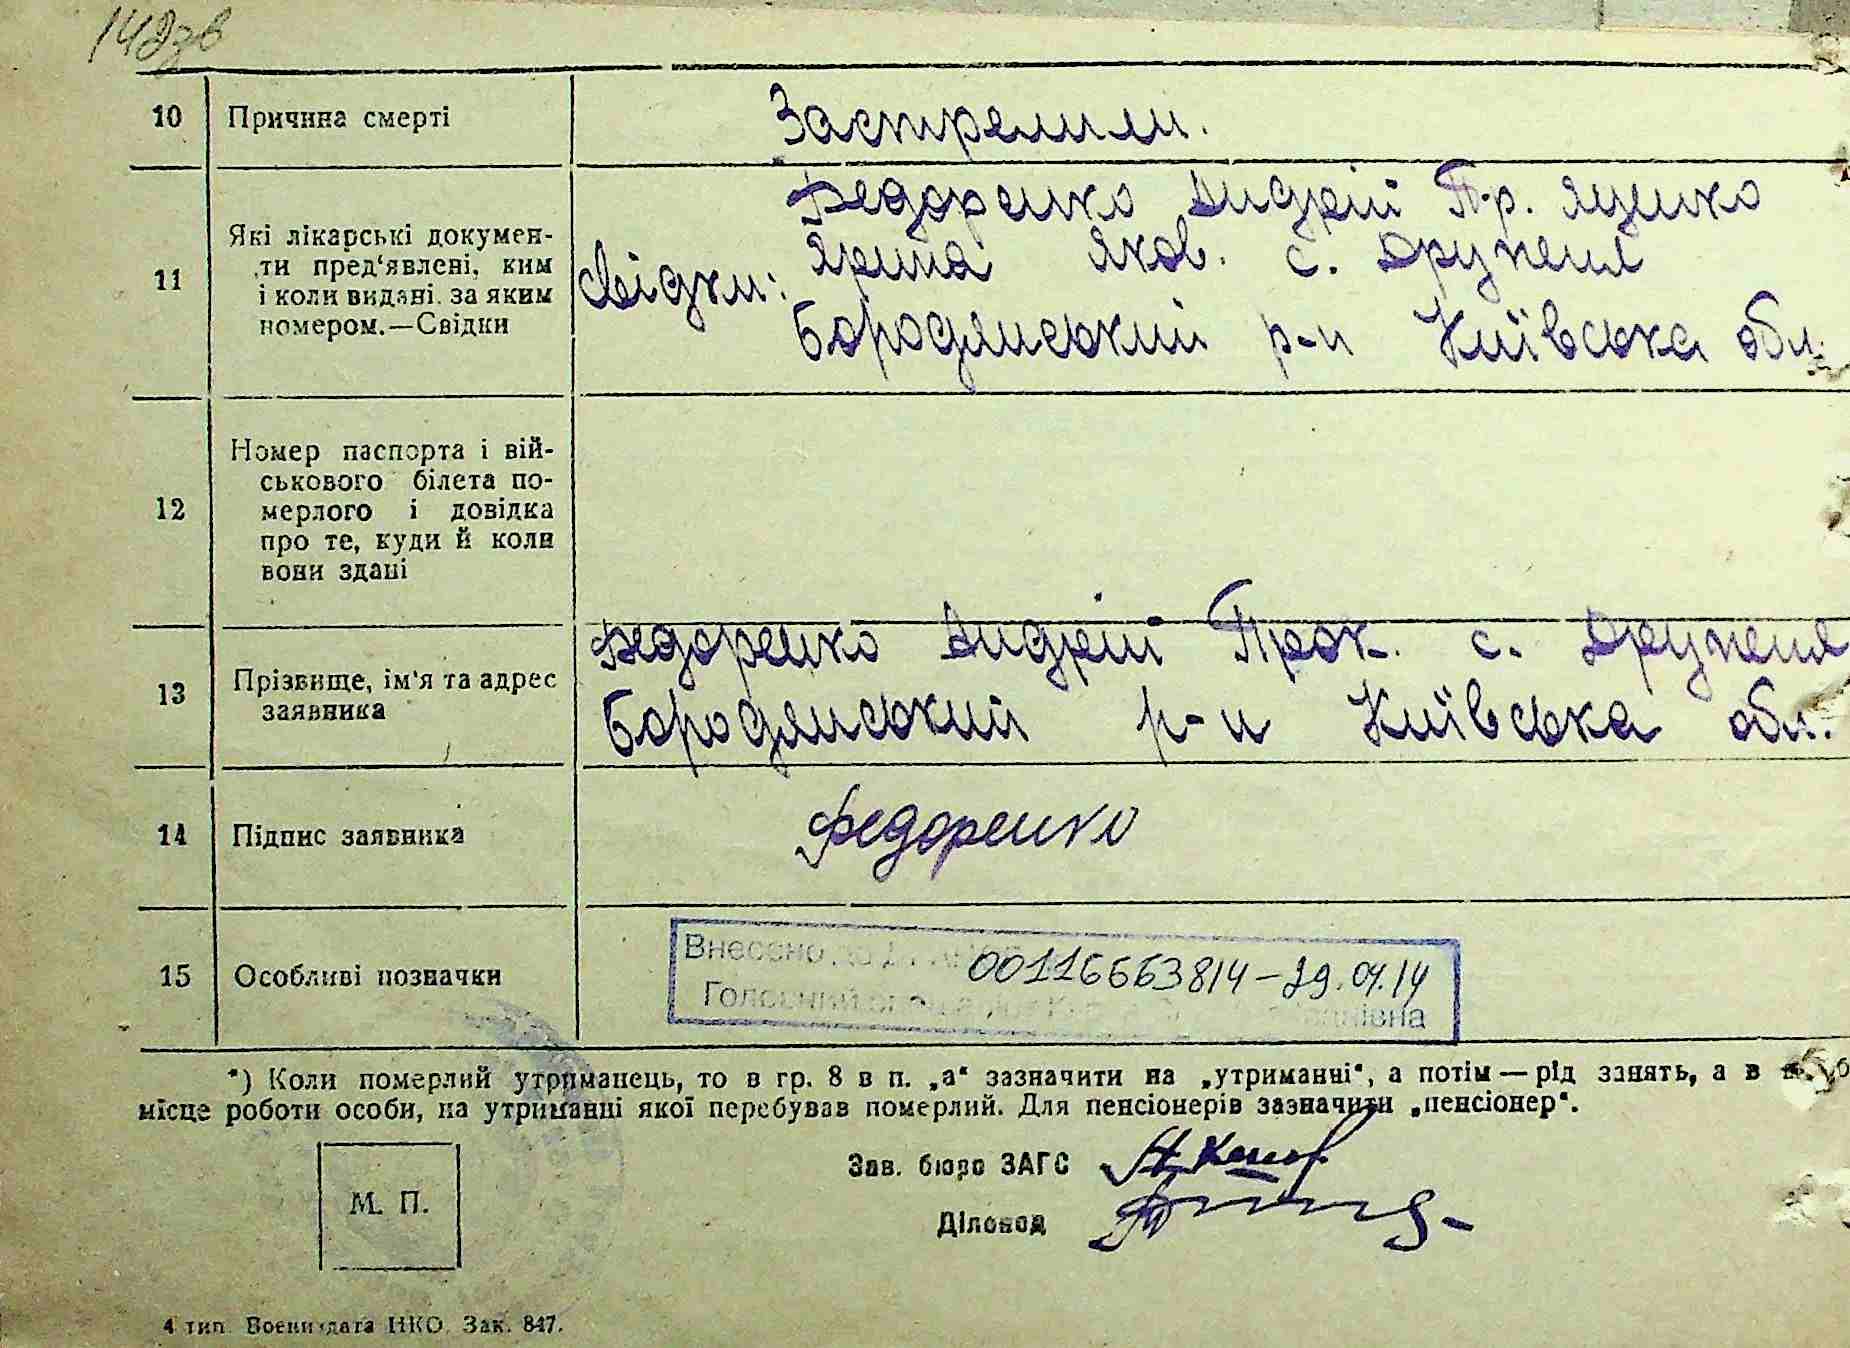 142зв
10 Причина смерті Застрелили.
11 Які лікарські докумен-
ти пред'явлені, ким
і коли видані за яким
номером.—Свідки
Свідки: Федоренко Андрій Пр. Яценко
Ярина Яков. с. Дружня
Бородянський р-н Київська обл.
12 Номер паспорта і вій-
ськового білета по-
мерлого і довідка
про те, куди й коли
вони здані
13 Прізвище, ім'я та адрес
заявника
Федоренко Андрій Прок. с. Дружня
Бородянський р-н Київська обл.
14 Підпис заявника Федоренко
15 Особливі позначки
Внесено 00116663814-29.07.14
Головний
*) Коли померлий утриманець, то в гр. 8 в п. „а“ зазначити на „утриманні“, а потім — рід занять, а в п. „б
місце роботи особи, на утриманні якої перебував померлий. Для пенсіонерів зазначити „пенсіонер“.
Зав. бюро ЗАГС
Діловод
М. П.
4 тип. Воениздата НКО. Зак. 847.